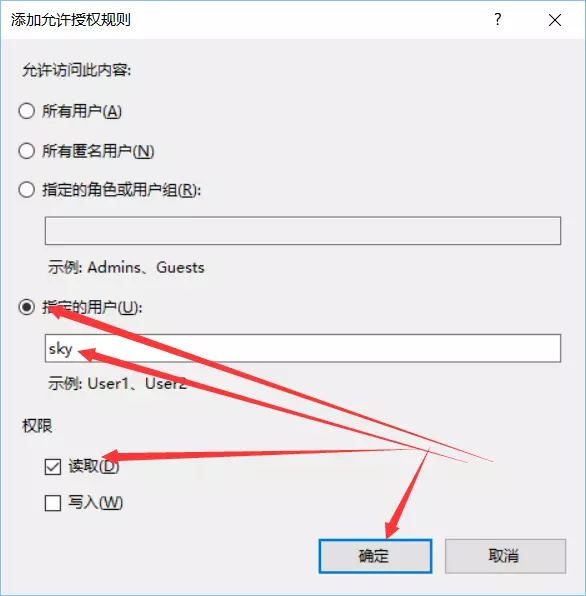 添加允许授权规则
允许访问此内容:
所有用户(A)
所有匿名用户(N)
指定的角色或用户组(R):
示例: Admins、Guests
指定的用户(U):
sky
示例: User1、User2
权限
读取(D)
写入(W)
确定 取消